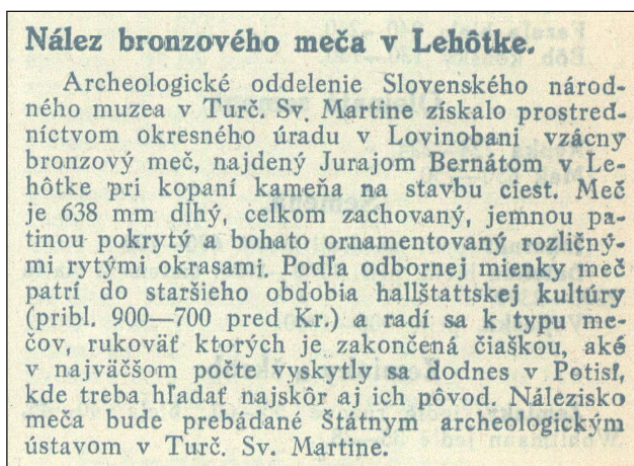 Nález bronzového meča v Lehôtke.
Archeologické oddelenie Slovenského národ-
ného muzea v Turč. Sv. Martine získalo prostred-
níctvom okresného úradu v Lovinobani vzácny
bronzový meč, najdený Jurajom Bernátom v Le-
hôtke pri kopaní kameňa na stavbu ciest. Meč
je 638 mm dlhý, celkom zachovaný, jemnou pa-
tinou pokrytý a bohato ornamentovaný rozličný-
mi rytými okrasami. Podľa odbornej mienky meč
patrí do staršieho obdobia hallštattskej kultúry
(pribl. 900—700 pred Kr.) a radí sa k typu me-
čov, rukoväť ktorých je zakončená čiaškou, aké
v najväčšom počte vyskytly sa dodnes v Potisí,
kde treba hľadať najskôr aj ich pôvod. Nálezisko
meča bude prebádané Štátnym archeologickým
ústavom v Turč. Sv. Martine.